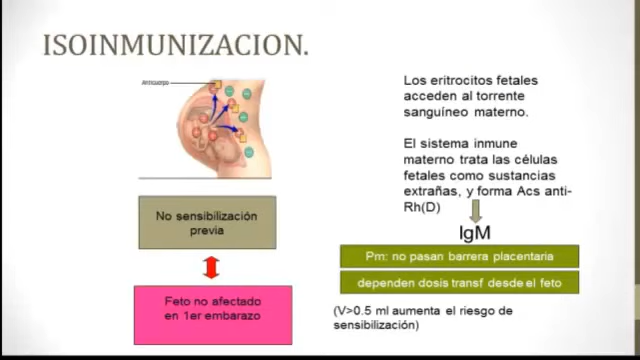 ISOINMUNIZACION.
Anticuerpo
Los eritrocitos fetales
acceden al torrente
sanguíneo materno.
El sistema inmune
materno trata las células
fetales como sustancias
extrañas, y forma Acs anti-
Rh(D)
IgM
Pm: no pasan barrera placentaria
dependen dosis transf desde el feto
(V>0.5 ml aumenta el riesgo de
sensibilización)
No sensibilización
previa
Feto no afectado
en 1er embarazo